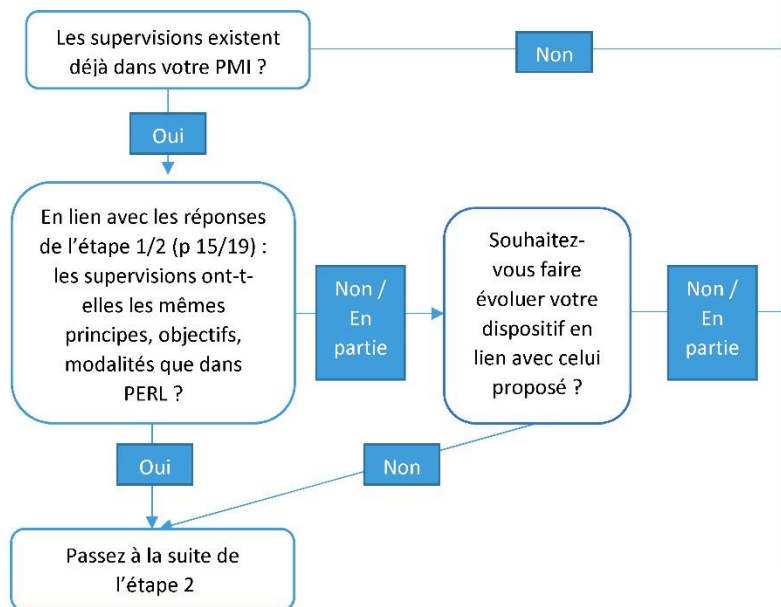 Les supervisions existent
déjà dans votre PMI ?
Non
Oui
En lien avec les réponses
de l'étape 1/2 (p 15/19) :
les supervisions ont-t-
elles les mêmes
principes, objectifs,
modalités que dans
PERL ?
Non /
En
partie
Souhaitez-
vous faire
évoluer votre
dispositif en
lien avec celui
proposé ?
Non /
En
partie
Oui
Non
Passez à la suite de
l'étape 2